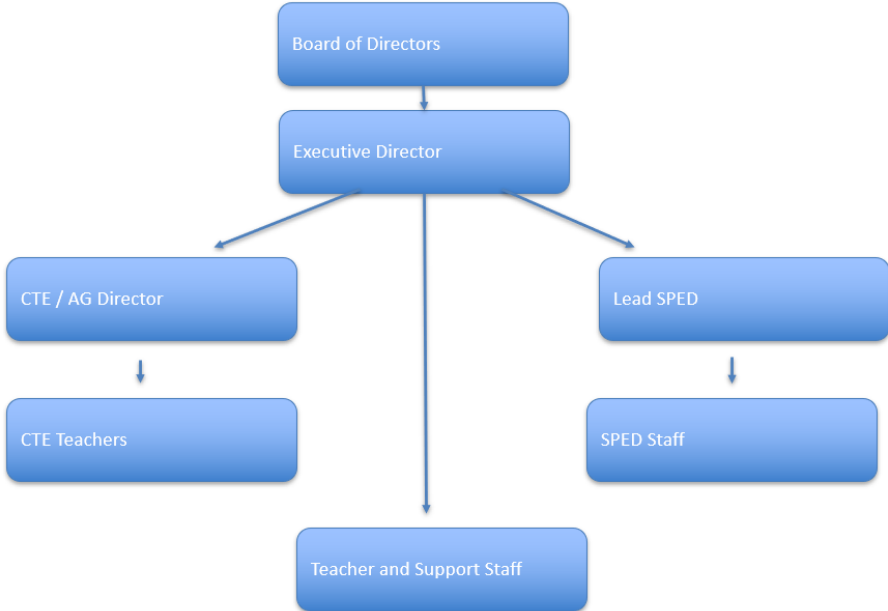 Board of Directors
Executive Director
CTE / AG Director
Lead SPED
CTE Teachers
SPED Staff
Teacher and Support Staff